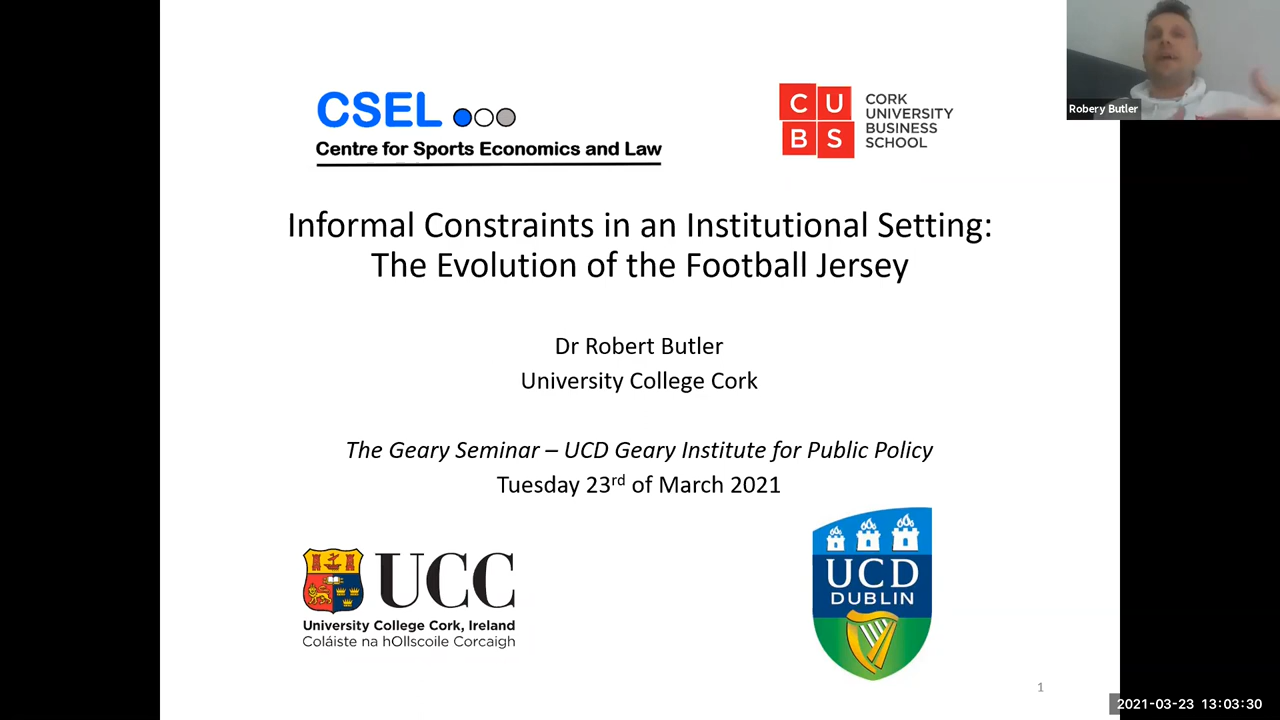 CSEL
Centre for Sports Economics and Law
CU
BS
CORK
UNIVERSITY
BUSINESS
SCHOOL
Robery Butler
Informal Constraints in an Institutional Setting:
The Evolution of the Football Jersey
Dr Robert Butler
University College Cork
The Geary Seminar – UCD Geary Institute for Public Policy
Tuesday 23rd of March 2021
UCC
University College Cork, Ireland
Coláiste na hOllscoile Corcaigh
UCD
DUBLIN
1
2021-03-23 13:03:30